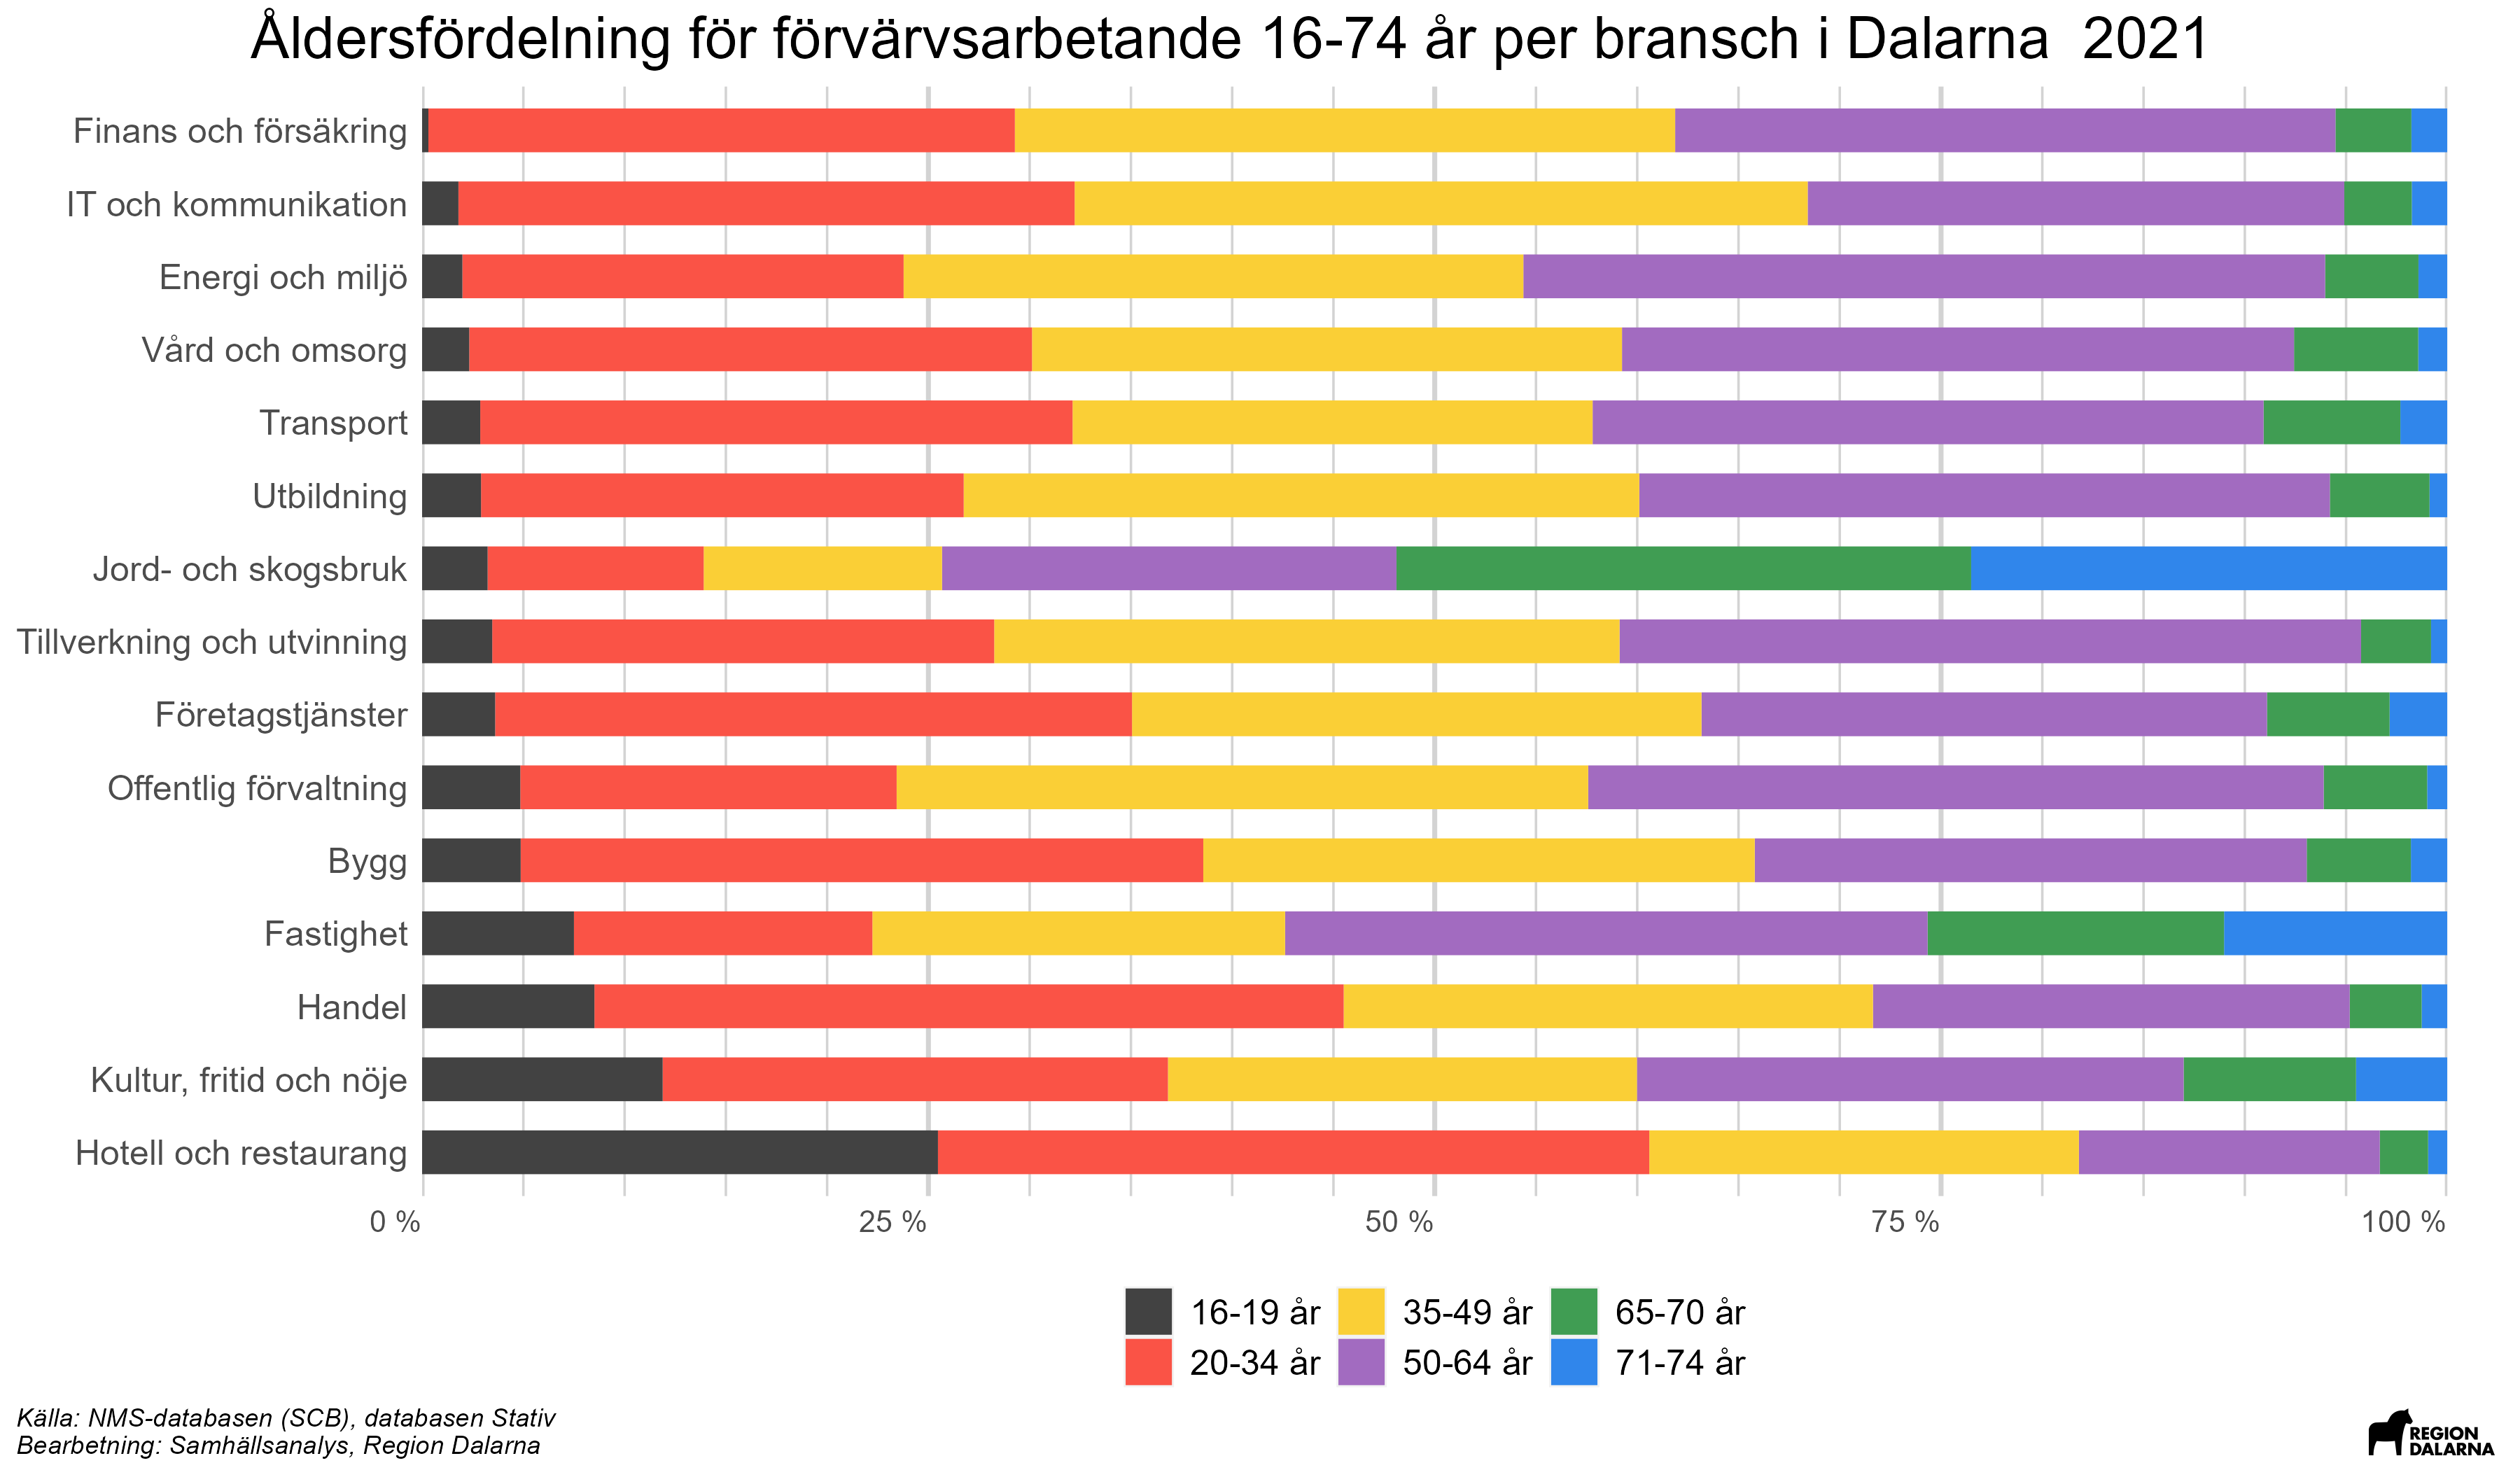 Åldersfördelning för förvärvsarbetande 16-74 år per bransch i Dalarna  2021
Finans och försäkring
IT och kommunikation
Energi och miljö
Vård och omsorg
Transport
Utbildning
Jord- och skogsbruk
Tillverkning och utvinning
Företagstjänster
Offentlig förvaltning
Bygg
Fastighet
Handel
Kultur, fritid och nöje
Hotell och restaurang
0 % 25 % 50 % 75 % 100 %
16-19 år 35-49 år 65-70 år
20-34 år 50-64 år 71-74 år
Källa: NMS-databasen (SCB), databasen Stativ
Bearbetning: Samhällsanalys, Region Dalarna
REGION
DALARNA